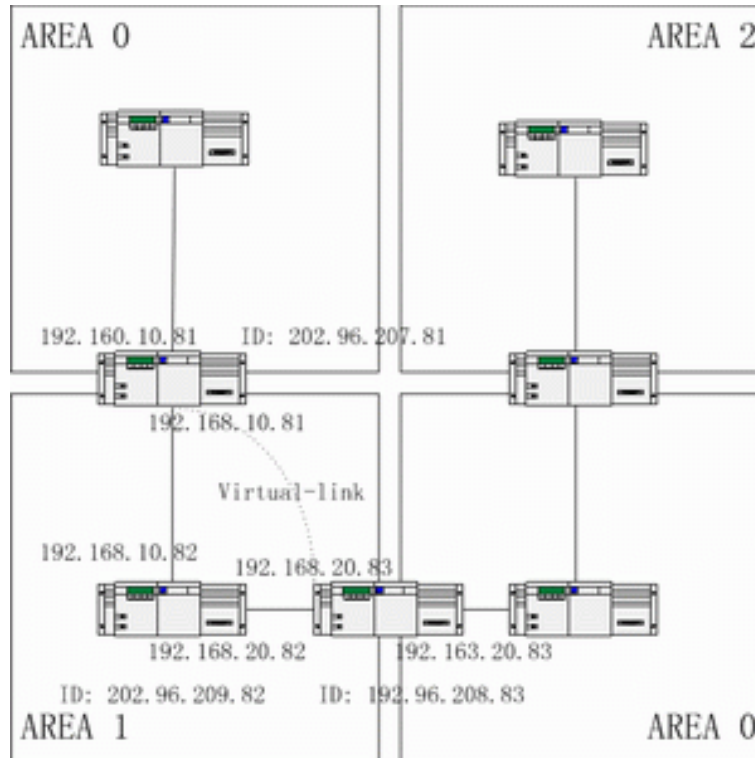 AREA 0
AREA 2
192.160.10.81
ID: 202.96.207.81
192.168.10.81
Virtual-link
192.168.10.82
192.168.20.83
192.168.20.82
192.163.20.83
ID: 202.96.209.82
ID: 192.96.208.83
AREA 1
AREA 0